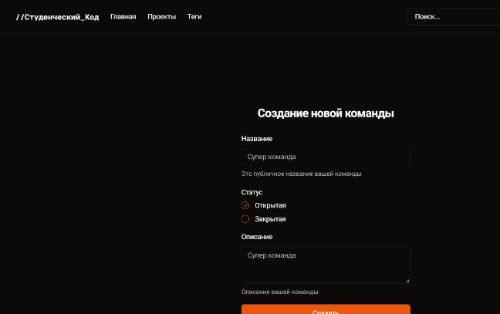 //Студенческий_Код Главная Проекты Теги Поиск...
Создание новой команды
Название
Супер команда
Это публичное название вашей команды
Статус
Открытая
Закрытая
Описание
Супер команда
Описание вашей команды
Создать